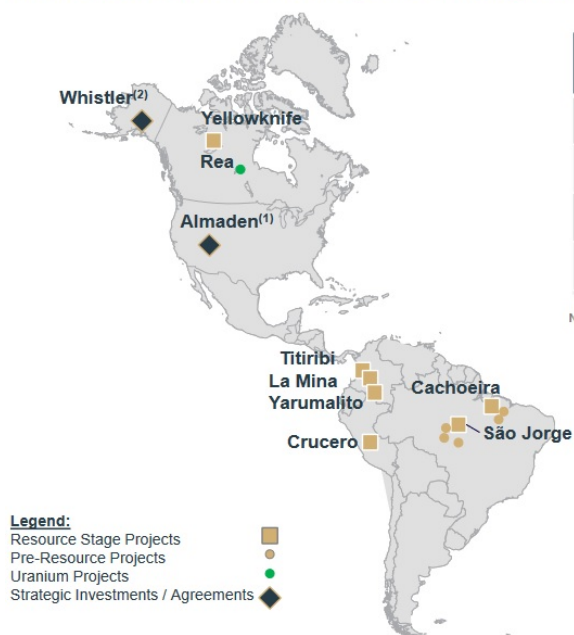 Whistler(2)
Yellowknife
Rea
Almaden(1)
Titiribi
La Mina
Cachoeira
Yarumalito
São Jorge
Crucero
Legend:
Resource Stage Projects
Pre-Resource Projects
Uranium Projects
Strategic Investments / Agreements
N